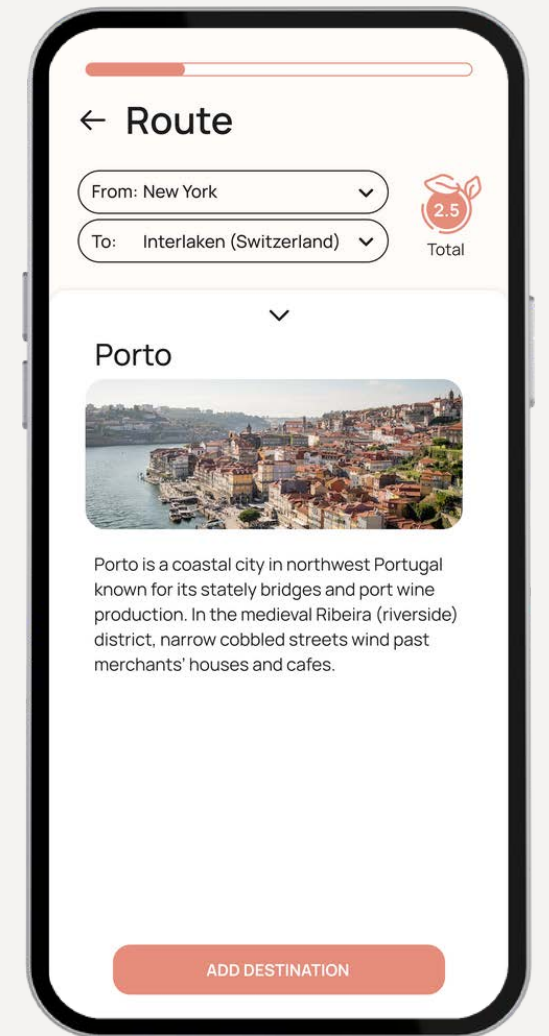 Route
From: New York
To: Interlaken (Switzerland)
2.5
Total
Porto
Porto is a coastal city in northwest Portugal
known for its stately bridges and port wine
production. In the medieval Ribeira (riverside)
district, narrow cobbled streets wind past
merchants' houses and cafes.
ADD DESTINATION